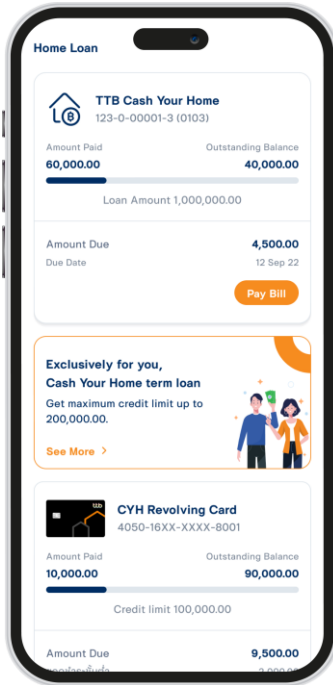 Home Loan
TTB Cash Your Home
123-0-00001-3 (0103)
Amount Paid Outstanding Balance
60,000.00 40,000.00
Loan Amount 1,000,000.00
Amount Due 4,500.00
Due Date 12 Sep 22
Pay Bill
Exclusively for you,
Cash Your Home term loan
Get maximum credit limit up to
200,000.00.
See More >
ttb
CYH Revolving Card
4050-16XX-XXXX-8001
Amount Paid Outstanding Balance
10,000.00 90,000.00
Credit limit 100,000.00
Amount Due 9,500.00